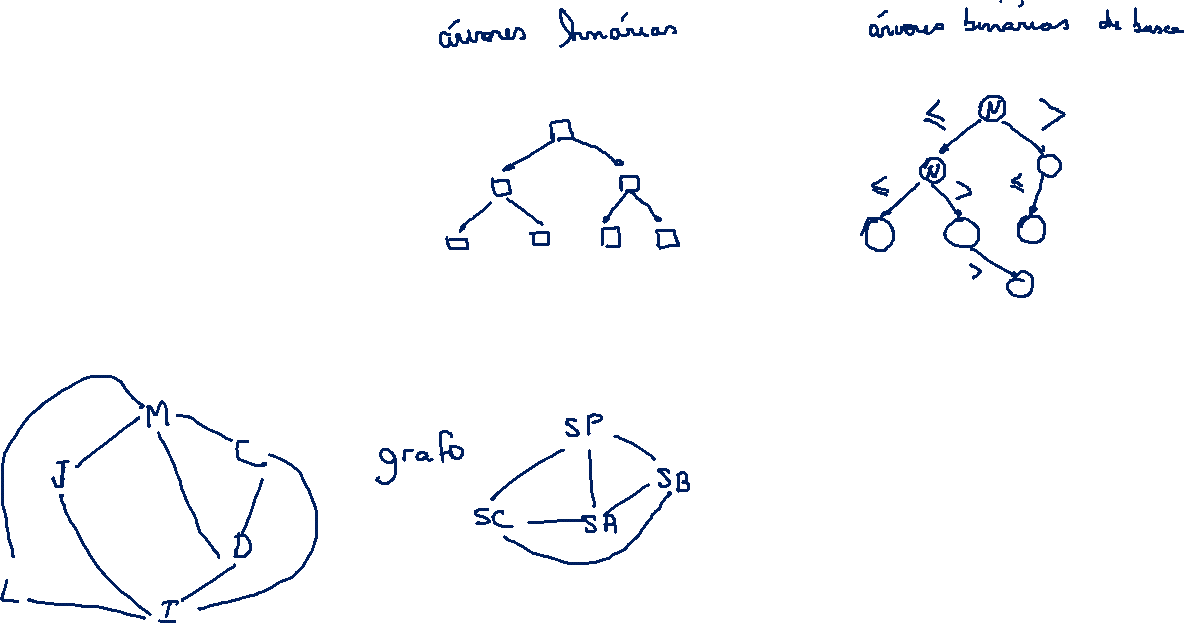 árvores binárias
árvores binárias de busca
≤ N >
≤ N > ≤
>
M
C
J
D
L
I
grafo
SP
SB
SC SA